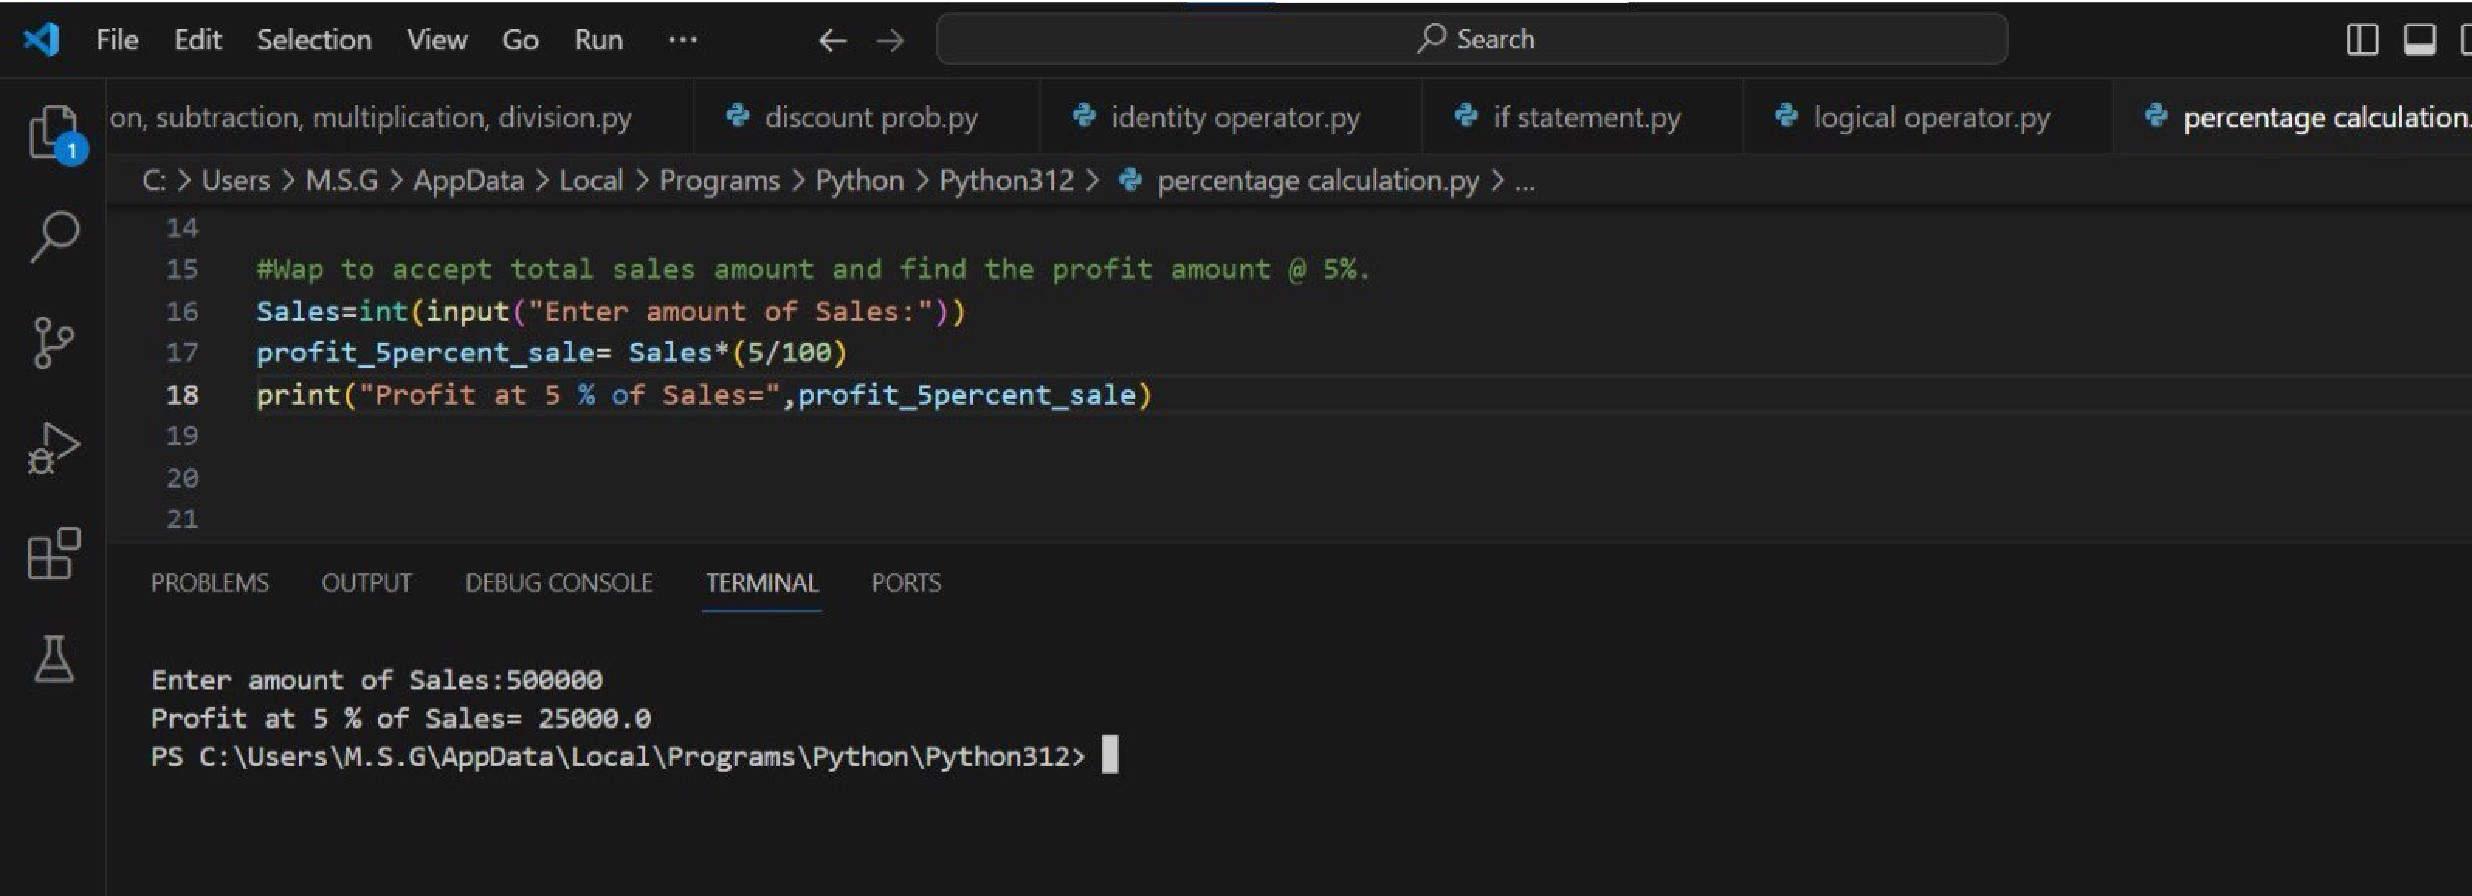 File Edit Selection View Go Run ... Search
on, subtraction, multiplication, division.py discount prob.py identity operator.py if statement.py logical operator.py percentage calculation.
1
C: > Users > M.S.G > AppData > Local > Programs > Python > Python312 > percentage calculation.py > ...
14
15 #Wap to accept total sales amount and find the profit amount @ 5%.
16 Sales=int(input("Enter amount of Sales:"))
17 profit_5percent_sale= Sales*(5/100)
18 print("Profit at 5 % of Sales=",profit_5percent_sale)
19
20
21
PROBLEMS OUTPUT DEBUG CONSOLE TERMINAL PORTS
Enter amount of Sales:500000
Profit at 5 % of Sales= 25000.0
PS C:\Users\M.S.G\AppData\Local\Programs\Python\Python312>